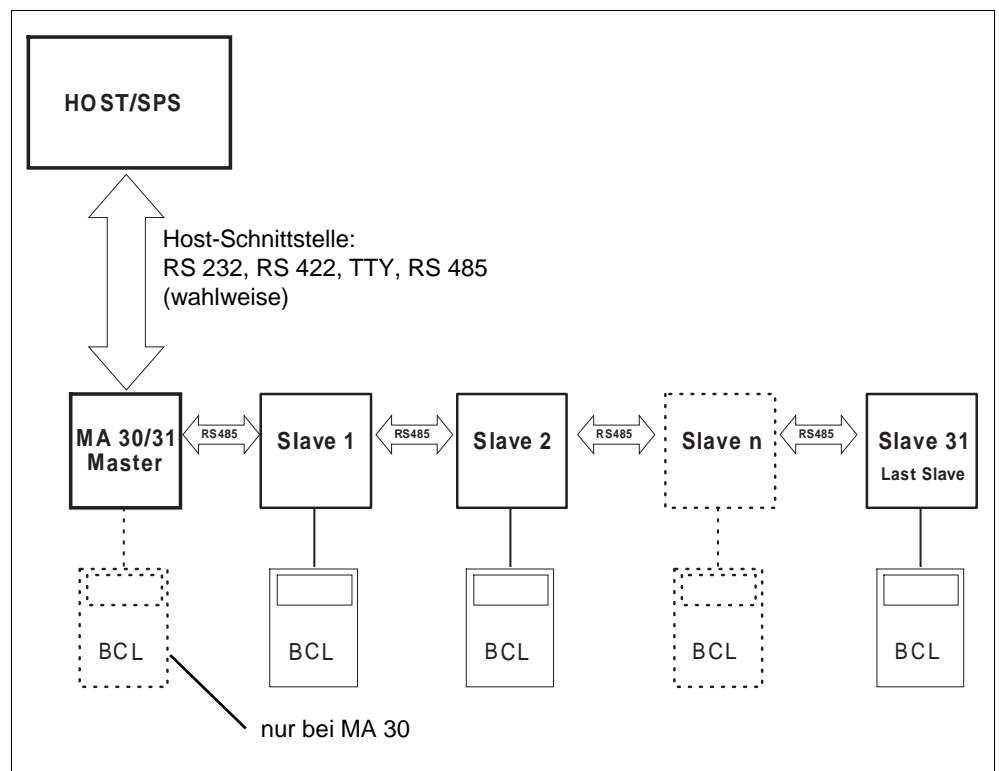 HOST/SPS
Host-Schnittstelle:
RS 232, RS 422, TTY, RS 485
(wahlweise)
MA 30/31
Master
RS485
Slave 1
RS485
Slave 2
RS485
Slave n
RS485
Slave 31
Last Slave
BCL
BCL
BCL
BCL
BCL
nur bei MA 30